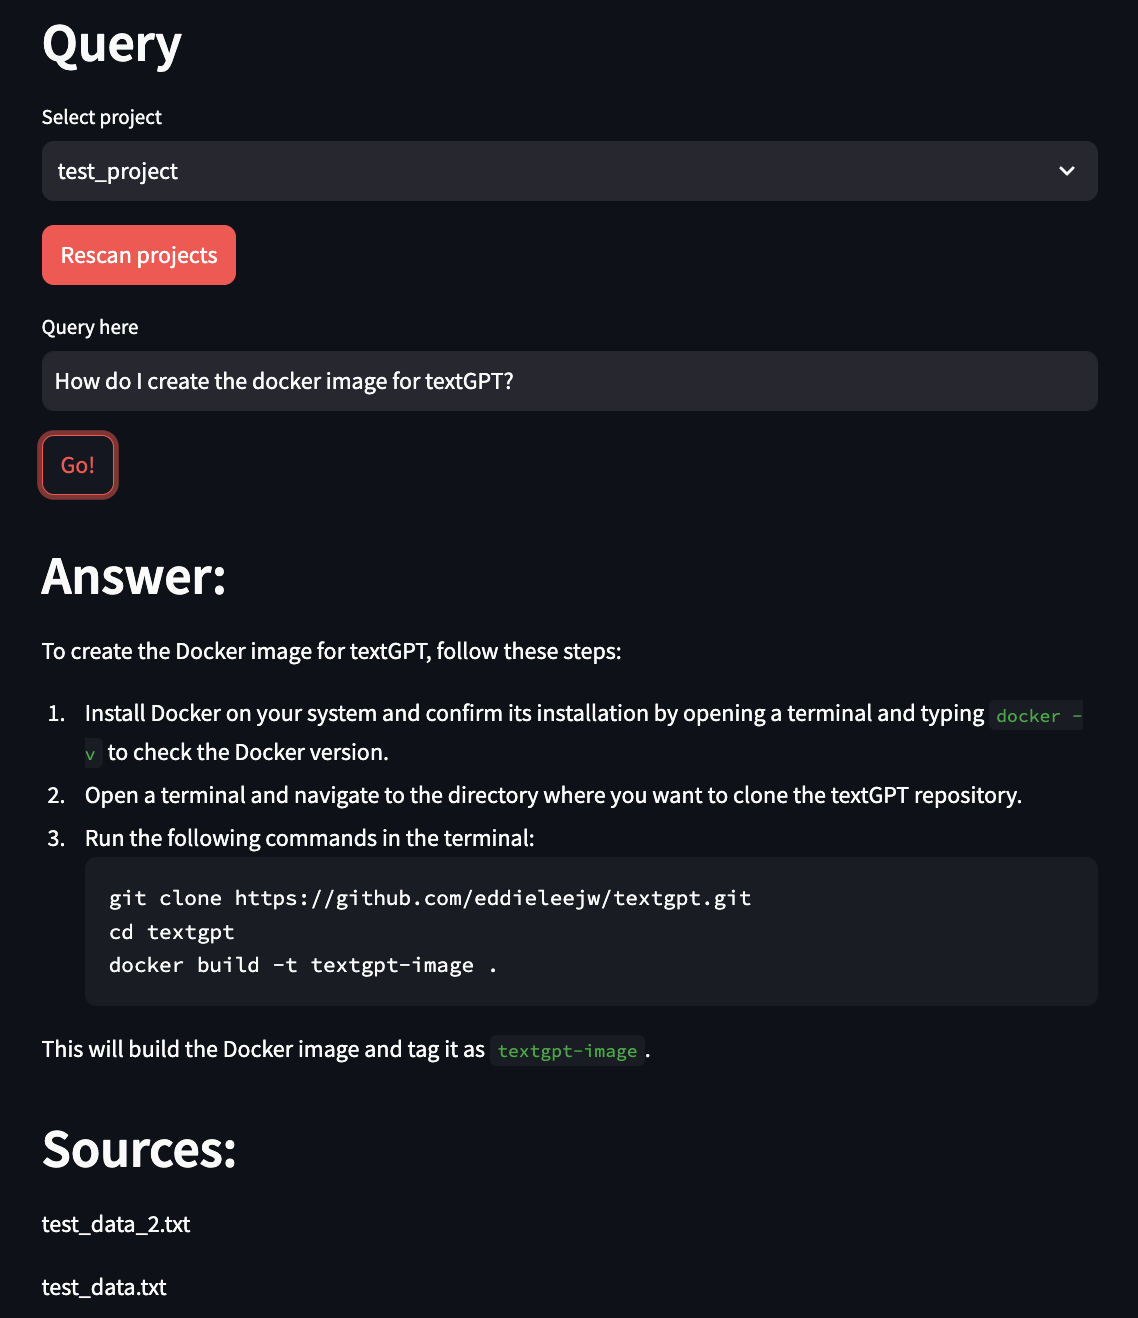 Query
Select project
test_project
Rescan projects
Query here
How do I create the docker image for textGPT?
Go!
Answer:
To create the Docker image for textGPT, follow these steps:
1. Install Docker on your system and confirm its installation by opening a terminal and typing docker -
v to check the Docker version.
2. Open a terminal and navigate to the directory where you want to clone the textGPT repository.
3. Run the following commands in the terminal:
git clone https://github.com/eddieleejw/textgpt.git
cd textgpt
docker build -t textgpt-image .
This will build the Docker image and tag it as textgpt-image.
Sources:
test_data_2.txt
test_data.txt